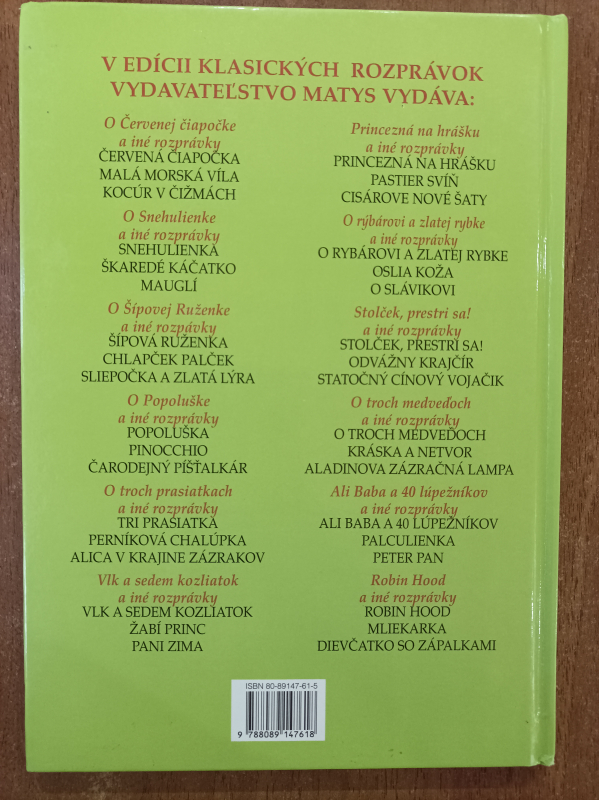 V EDÍCII KLASICKÝCH ROZPRÁVOK
VYDAVATEĽSTVO MATYS VYDÁVA:
O Červenej čiapočke
a iné rozprávky
ČERVENÁ ČIAPOČKA
MALÁ MORSKÁ VÍLA
KOCÚR V ČIŽMÁCH
O Snehulienke
a iné rozprávky
SNEHULIENKA
ŠKAREDÉ KÁČATKO
MAUGLÍ
O Šípovej Ruženke
a iné rozpávky
ŠÍPOVÁ RUŽENKA
CHLAPČEK PALČEK
SLIEPOČKA A ZLATÁ LÝRA
O Popoluške
a iné rozprávky
POPOLUŠKA
PINOCCHIO
ČARODEJNÝ PÍŠŤALKÁR
O troch prasiatkach
a iné rozprávky
TRI PRASIATKA
PERNÍKOVÁ CHALÚPKA
ALICA V KRAJINE ZÁZRAKOV
Vlk a sedem kozliatok
a iné rozprávky
VLK A SEDEM KOZLIATOK
ŽABÍ PRINC
PANI ZIMA
Princezná na hrášku
a iné rozprávky
PRINCEZNÁ NA HRÁŠKU
PASTIER SVÍŇ
CISÁROVE NOVÉ ŠATY
O rýbárovi a zlatej rybke
a iné rozprávky
O RYBÁROVI A ZLATEJ RYBKE
OSLIA KOŽA
O SLÁVIKOVI
Stolček, prestri sa!
a iné rozprávky
STOLČEK, PRESTRI SA!
ODVÁŽNY KRAJČÍR
STATOČNÝ CÍNOVÝ VOJAČIK
O troch medveďoch
a iné rozprávky
O TROCH MEDVEĎOCH
KRÁSKA A NETVOR
ALADINOVA ZÁZRAČNÁ LAMPA
Ali Baba a 40 lúpežníkov
a iné rozprávky
ALI BABA A 40 LÚPEŽNÍKOV
PALCULIENKA
PETER PAN
Robin Hood
a iné rozprávky
ROBIN HOOD
MLIEKARKA
DIEVČATKO SO ZÁPALKAMI
ISBN 80-89147-61-5
9 788089 147618